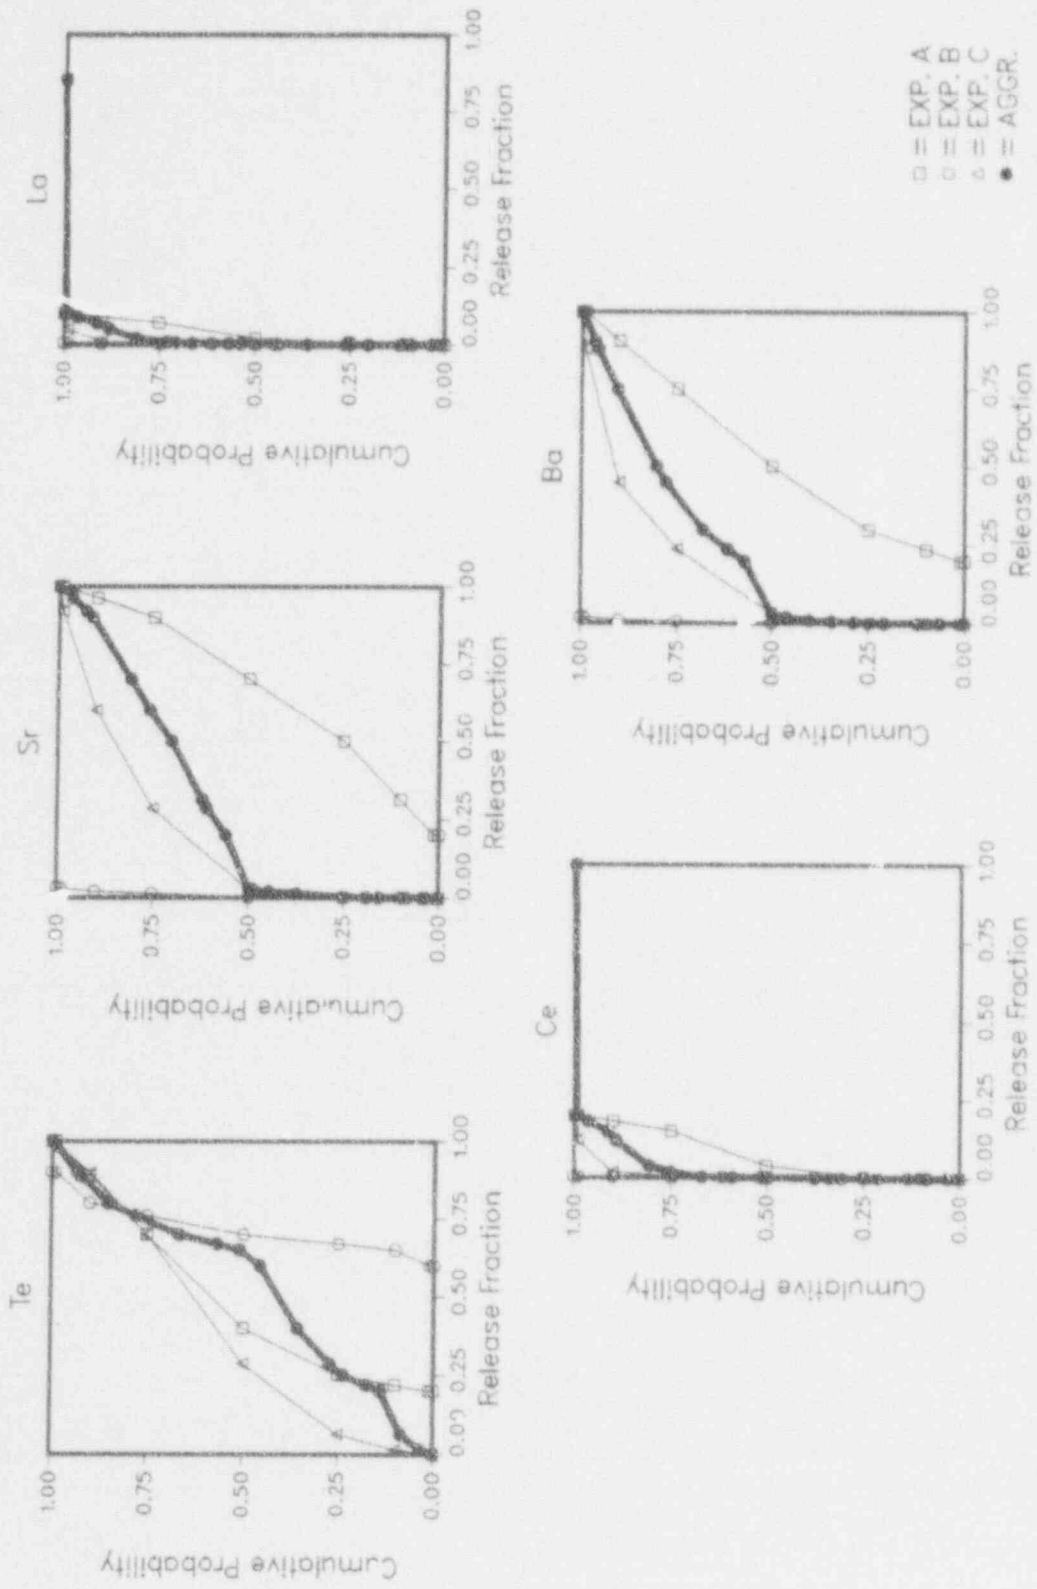 Te
Cumulative Probability
1.00
0.75
0.50
0.25
0.00
0.00 0.25 0.50 0.75 1.00
Release Fraction
Sr
Cumulative Probability
1.00
0.75
0.50
0.25
0.00
0.00 0.25 0.50 0.75 1.00
Release Fraction
La
Cumulative Probability
1.00
0.75
0.50
0.25
0.00
0.00 0.25 0.50 0.75 1.00
Release Fraction
Ce
Cumulative Probability
1.00
0.75
0.50
0.25
0.00
0.00 0.25 0.50 0.75 1.00
Release Fraction
Ba
Cumulative Probability
1.00
0.75
0.50
0.25
0.00
0.00 0.25 0.50 0.75 1.00
Release Fraction
□ = EXP. A
○ = EXP. B
△ = EXP. C
● = AGGR.